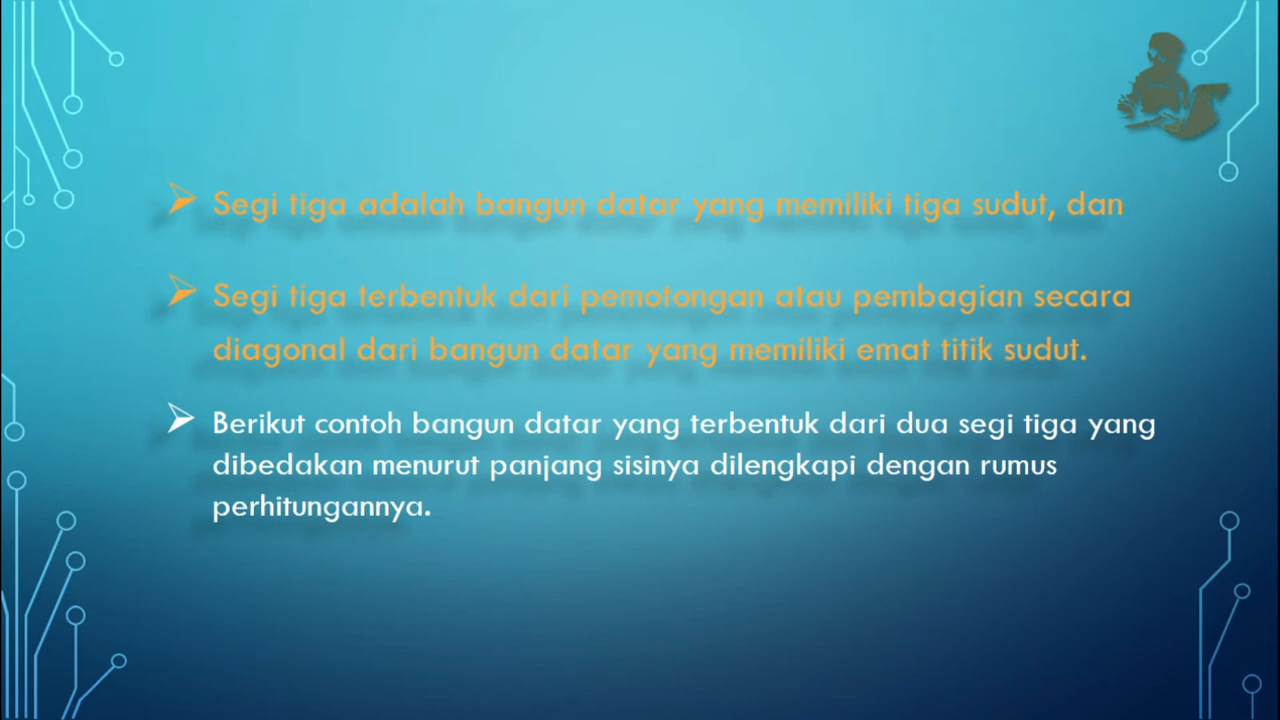 Segi tiga adalah bangun datar yang memiliki tiga sudut, dan
Segi tiga terbentuk dari pemotongan atau pembagian secara
diagonal dari bangun datar yang memiliki emat titik sudut.
Berikut contoh bangun datar yang terbentuk dari dua segi tiga yang
dibedakan menurut panjang sisinya dilengkapi dengan rumus
perhitungannya.